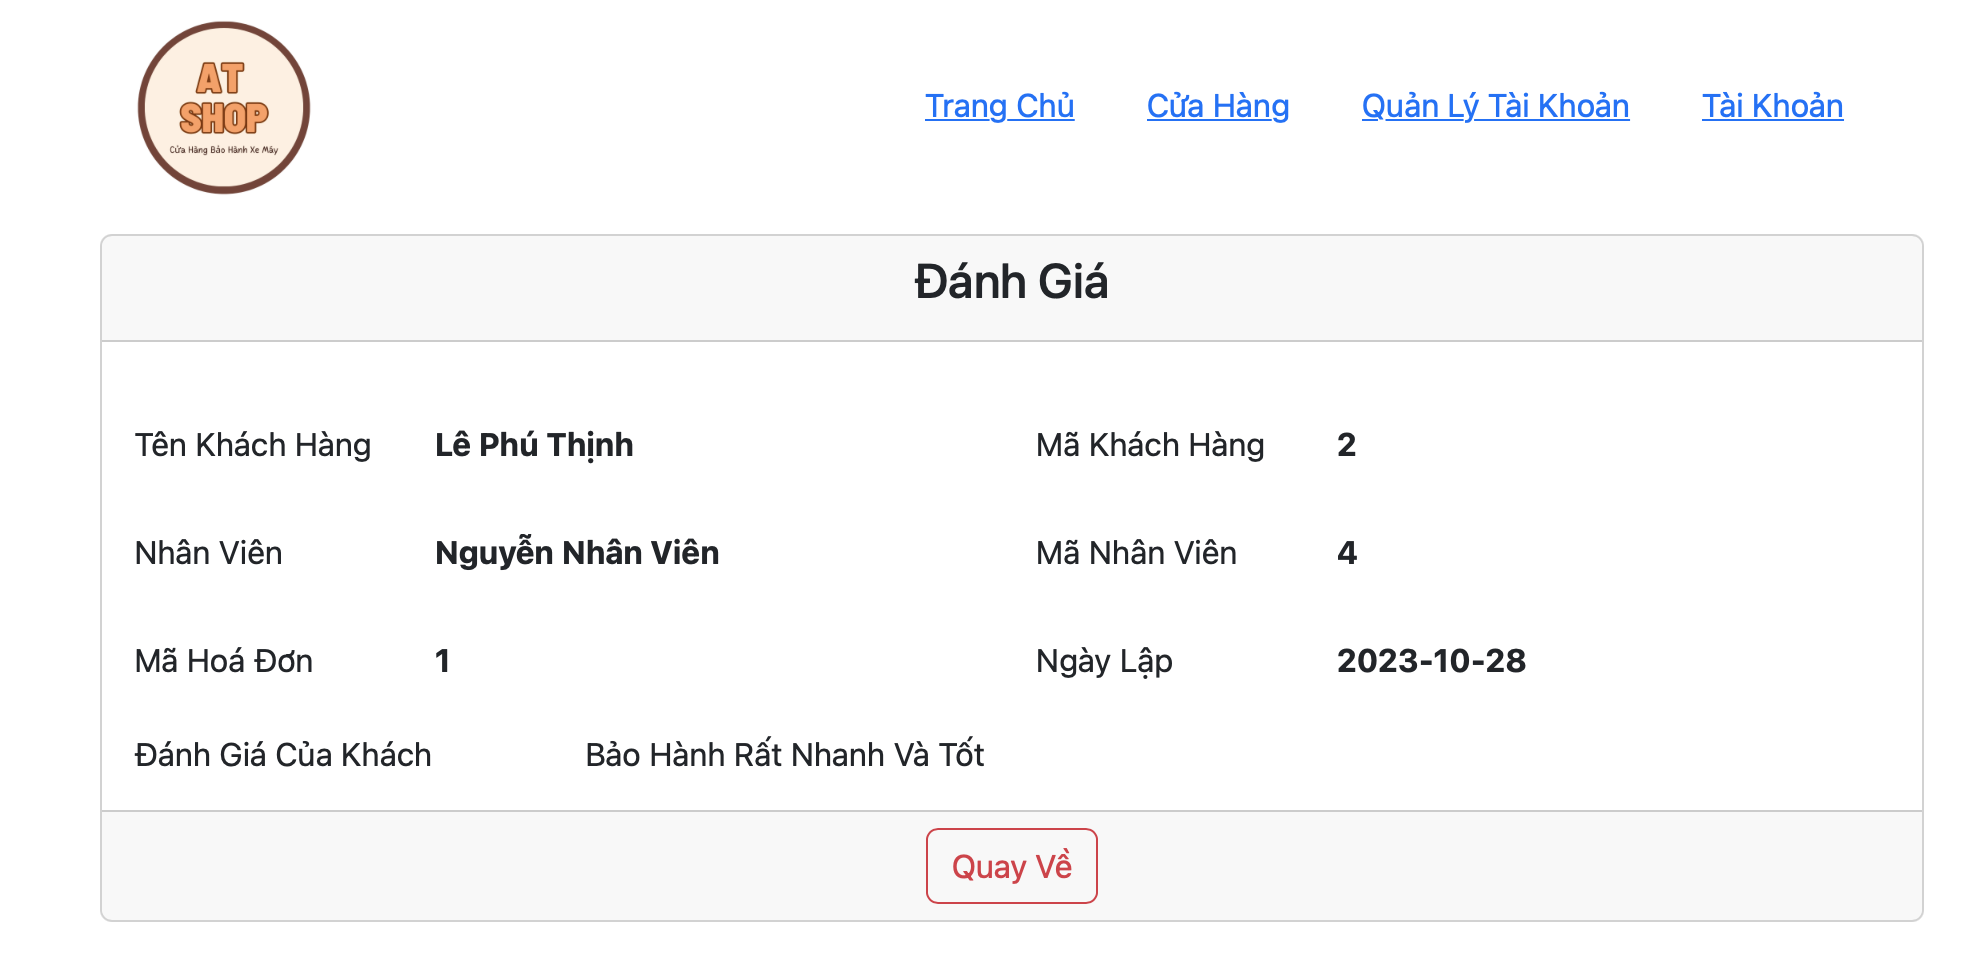 AT
SHOP
Cửa Hàng Bảo Hành Xe Máy
Trang Chủ Cửa Hàng Quản Lý Tài Khoản Tài Khoản
Đánh Giá
Tên Khách Hàng Lê Phú Thịnh Mã Khách Hàng 2
Nhân Viên Nguyễn Nhân Viên Mã Nhân Viên 4
Mã Hoá Đơn 1 Ngày Lập 2023-10-28
Đánh Giá Của Khách Bảo Hành Rất Nhanh Và Tốt
Quay Về